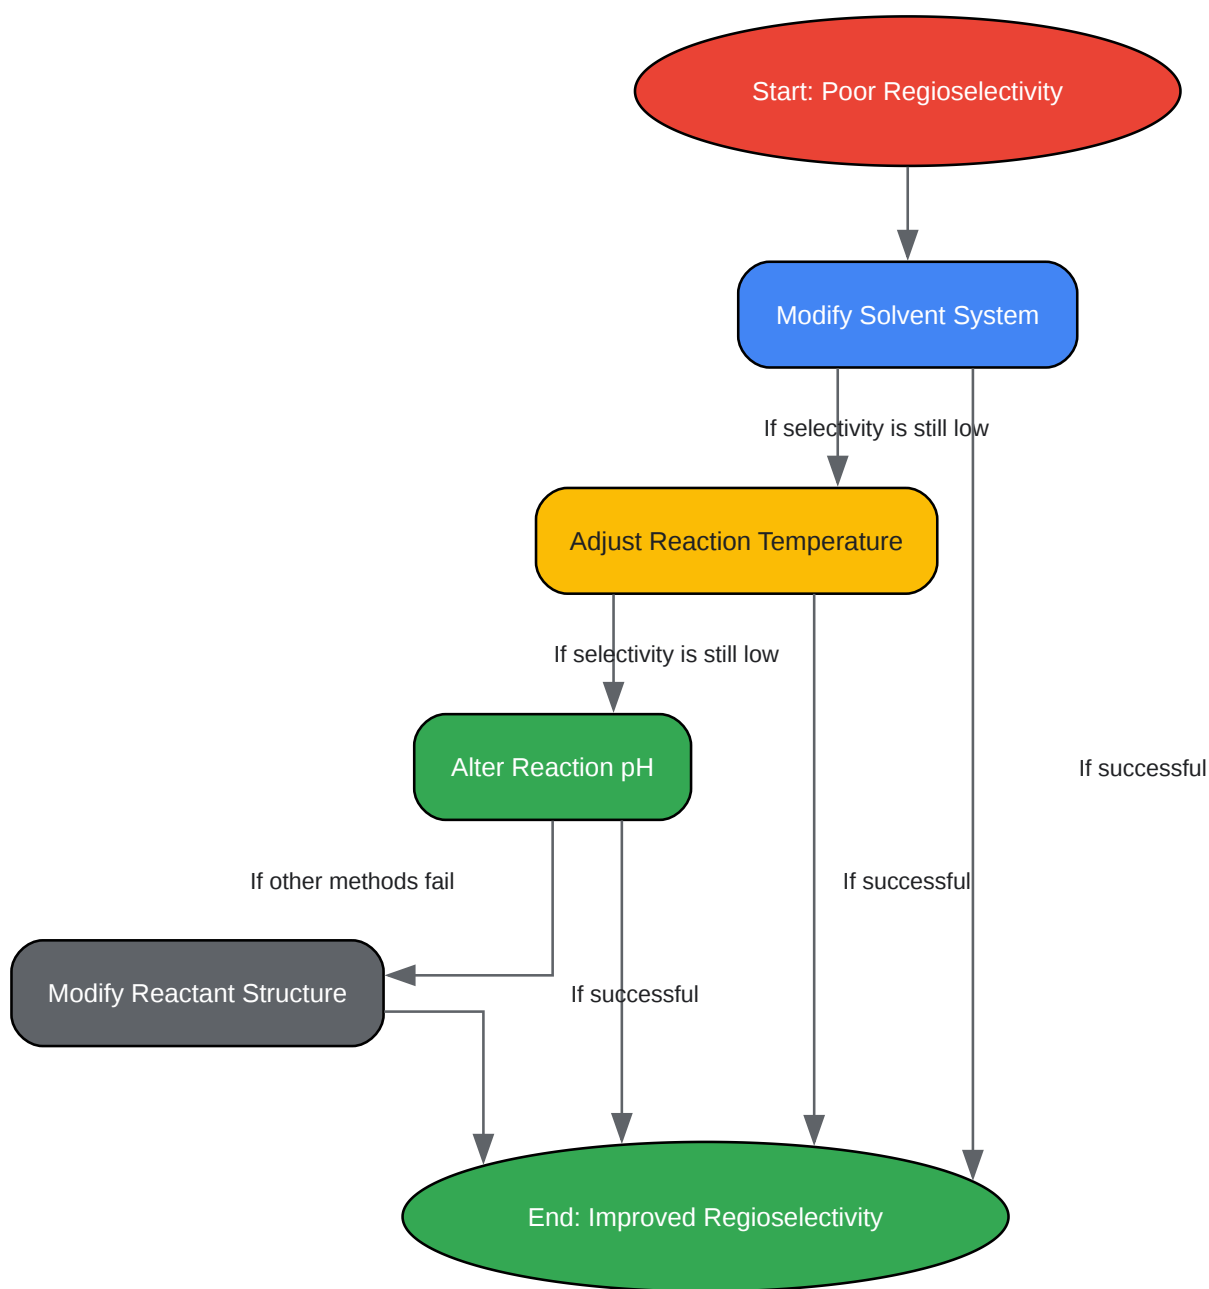 Start: Poor Regioselectivity
Modify Solvent System
If selectivity is still low
Adjust Reaction Temperature
If selectivity is still low
Alter Reaction pH
If successful
If other methods fail
If successful
Modify Reactant Structure
If successful
End: Improved Regioselectivity